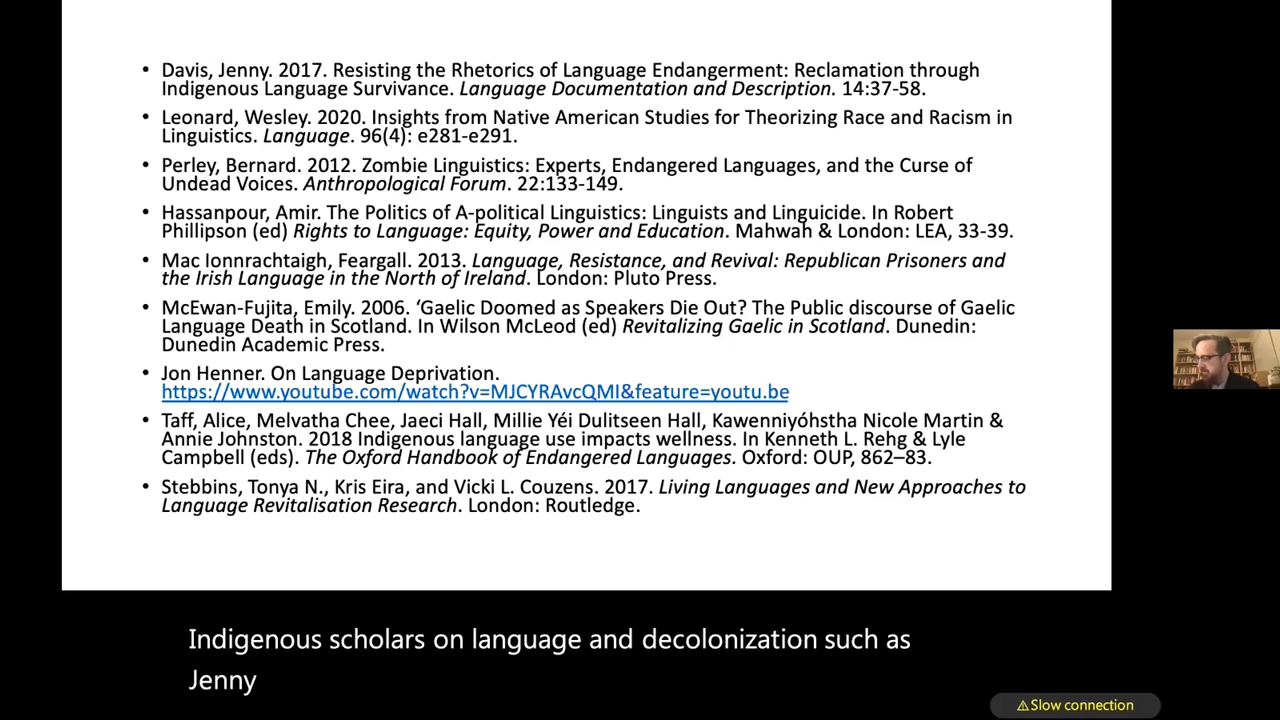 • Davis, Jenny. 2017. Resisting the Rhetorics of Language Endangerment: Reclamation through
Indigenous Language Survivance. Language Documentation and Description. 14:37-58.
• Leonard, Wesley. 2020. Insights from Native American Studies for Theorizing Race and Racism in
Linguistics. Language. 96(4): e281-e291.
• Perley, Bernard. 2012. Zombie Linguistics: Experts, Endangered Languages, and the Curse of
Undead Voices. Anthropological Forum. 22:133-149.
• Hassanpour, Amir. The Politics of A-political Linguistics: Linguists and Linguicide. In Robert
Phillipson (ed) Rights to Language: Equity, Power and Education. Mahwah & London: LEA, 33-39.
• Mac Ionnrachtaigh, Feargall. 2013. Language, Resistance, and Revival: Republican Prisoners and
the Irish Language in the North of Ireland. London: Pluto Press.
• McEwan-Fujita, Emily. 2006. ‘Gaelic Doomed as Speakers Die Out? The Public discourse of Gaelic
Language Death in Scotland. In Wilson McLeod (ed) Revitalizing Gaelic in Scotland. Dunedin:
Dunedin Academic Press.
• Jon Henner. On Language Deprivation.
https://www.youtube.com/watch?v=MJCYRAvcQMI&feature=youtu.be
• Taff, Alice, Melvatha Chee, Jaeci Hall, Millie Yéi Dulitseen Hall, Kawenniyóhstha Nicole Martin &
Annie Johnston. 2018 Indigenous language use impacts wellness. In Kenneth L. Rehg & Lyle
Campbell (eds). The Oxford Handbook of Endangered Languages. Oxford: OUP, 862–83.
• Stebbins, Tonya N., Kris Eira, and Vicki L. Couzens. 2017. Living Languages and New Approaches to
Language Revitalisation Research. London: Routledge.
Indigenous scholars on language and decolonization such as
Jenny
⚠Slow connection